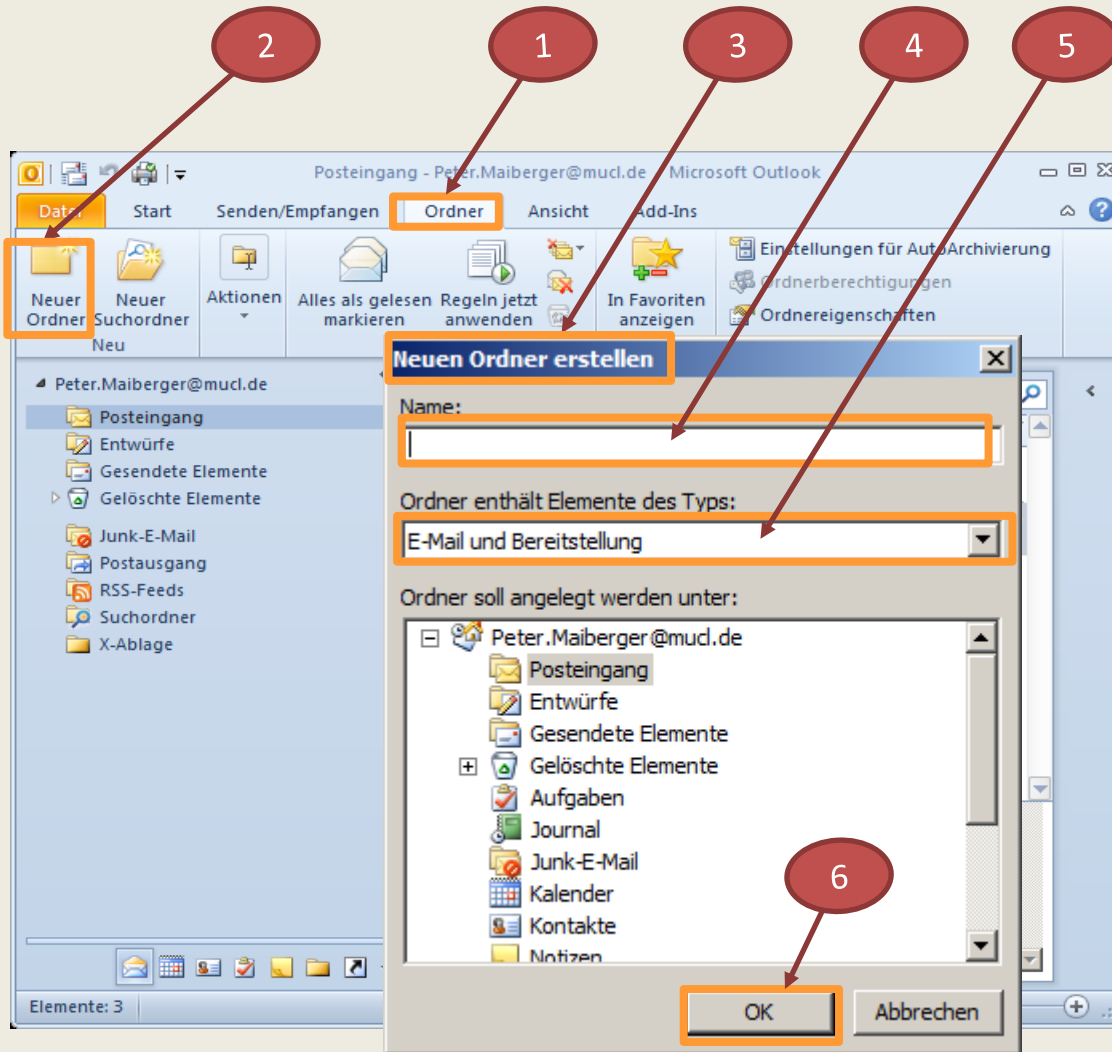 2 1 3 4 5
Posteingang - Peter.Maiberger@mucl.de - Microsoft Outlook
Datei Start Senden/Empfangen Ordner Ansicht Add-Ins
Neuer Ordner
Neuer Suchordner
Aktionen
Alles als gelesen markieren
Regeln jetzt anwenden
In Favoriten anzeigen
Einstellungen für AutoArchivierung
Ordnerberechtigungen
Ordnereigenschaften
Neu
Peter.Maiberger@mucl.de
Posteingang
Entwürfe
Gesendete Elemente
Gelöschte Elemente
Junk-E-Mail
Postausgang
RSS-Feeds
Suchordner
X-Ablage
Elemente: 3
Neuen Ordner erstellen
Name:
Ordner enthält Elemente des Typs:
E-Mail und Bereitstellung
Ordner soll angelegt werden unter:
Peter.Maiberger@mucl.de
Posteingang
Entwürfe
Gesendete Elemente
Gelöschte Elemente
Aufgaben
Journal
Junk-E-Mail
Kalender
Kontakte
Notizen
6
OK Abbrechen